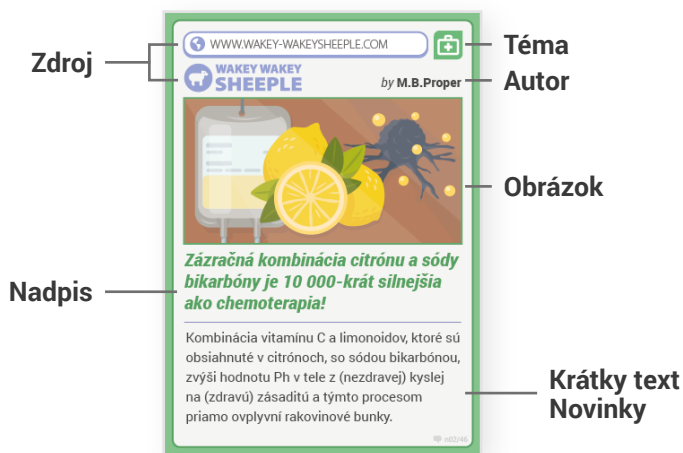 Zdroj
WWW.WAKEY-WAKEYSHEEPLE.COM
Téma
WAKEY WAKEY
SHEEPLE
by M.B.Proper
Autor
Obrázok
Nadpis
Zázračná kombinácia citrónu a sódy
bikarbóny je 10 000-krát silnejšia
ako chemoterapia!
Kombinácia vitamínu C a limonoidov, ktoré sú
obsiahnuté v citrónoch, so sódou bikarbónou,
zvýši hodnotu Ph v tele z (nezdravej) kyslej
na (zdravú) zásaditú a týmto procesom
priamo ovplyvní rakovinové bunky.
Krátky text
Novinky